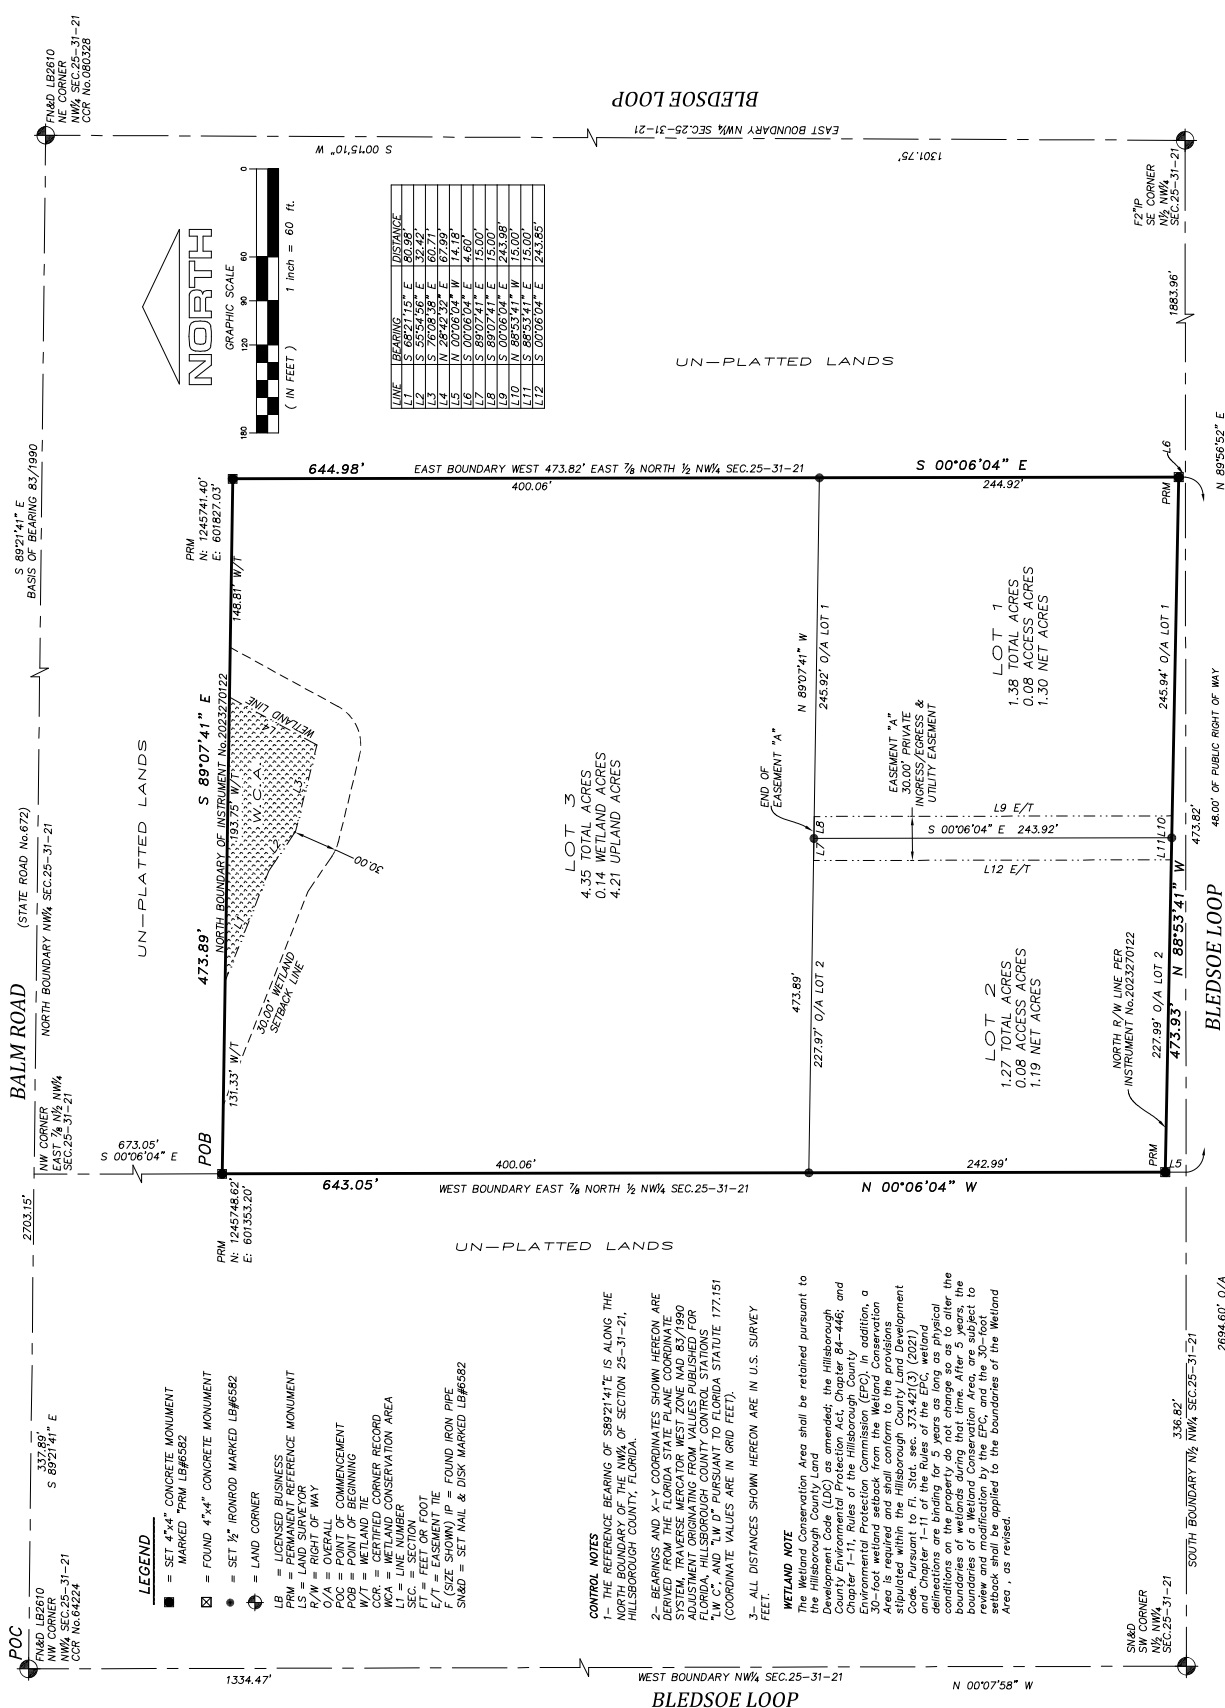 POC
FN&D LB2610
NW CORNER
NW¼ SEC.25-31-21
CCR No.64224
337.89'
S 89°21'41" E
2703.15'
BALM ROAD
(STATE ROAD No.672)
NORTH BOUNDARY NW¼ SEC.25-31-21
NW CORNER
EAST ⅞ N½ NW¼
SEC.25-31-21
S 89°21'41" E
BASIS OF BEARING 83/1990
FN&D LB2610
NE CORNER
NW¼ SEC.25-31-21
CCR No.080328
673.05'
S 00°06'04" E
UN-PLATTED LANDS
NORTH
GRAPHIC SCALE
180
120
90
60
0
( IN FEET )
1 inch = 60 ft.
S 00°15'10" W
EAST BOUNDARY NW¼ SEC.25-31-21
1301.75'
BLEDSOE LOOP
LINE BEARING DISTANCE
L1 S 68°21'15" E 80.98'
L2 S 55°54'56" E 32.42'
L3 S 76°08'38" E 60.71'
L4 N 28°42'32" E 67.99'
L5 N 00°06'04" W 14.18'
L6 S 00°06'04" E 4.60'
L7 S 89°07'41" E 15.00'
L8 S 89°07'41" E 15.00'
L9 S 00°06'04" E 243.98'
L10 N 88°53'41" W 15.00'
L11 S 88°53'41" E 15.00'
L12 S 00°06'04" E 243.85'
UN-PLATTED LANDS
PRM
N: 1245748.62'
E: 601353.20'
POB
473.89'
S 89°07'41" E
NORTH BOUNDARY OF INSTRUMENT No.2023270122
131.33' W/T
193.75' W/T
148.81' W/T
PRM
N: 1245741.40'
E: 601827.03'
L1
L2
L3
L4
W.C.A.
WETLAND LINE
30.00' WETLAND
SETBACK LINE
30.00'
LOT 3
4.35 TOTAL ACRES
0.14 WETLAND ACRES
4.21 UPLAND ACRES
643.05'
400.06'
WEST BOUNDARY EAST ⅞ NORTH ½ NW¼ SEC.25-31-21
242.99'
N 00°06'04" W
644.98'
EAST BOUNDARY WEST 473.82' EAST ⅞ NORTH ½ NW¼ SEC.25-31-21
400.06'
S 00°06'04" E
244.92'
END OF
EASEMENT "A"
473.89'
227.97' O/A LOT 2
L7
L8
N 89°07'41" W
245.92' O/A LOT 1
EASEMENT "A"
30.00' PRIVATE
INGRESS/EGRESS &
UTILITY EASEMENT
L9 E/T
S 00°06'04" E 243.92'
L12 E/T
LOT 2
1.27 TOTAL ACRES
0.08 ACCESS ACRES
1.19 NET ACRES
LOT 1
1.38 TOTAL ACRES
0.08 ACCESS ACRES
1.30 NET ACRES
NORTH R/W LINE PER
INSTRUMENT No.2023270122
PRM
L5
227.99' O/A LOT 2
L11
L10
245.94' O/A LOT 1
PRM
L6
473.93'
N 88°53'41" W
473.82'
BLEDSOE LOOP
48.00' OF PUBLIC RIGHT OF WAY
N 89°56'52" E
1883.96'
F2"IP
SE CORNER
N½ NW¼
SEC.25-31-21
UN-PLATTED LANDS
LEGEND
= SET 4"x4" CONCRETE MONUMENT
MARKED "PRM LB#6582
= FOUND 4"x4" CONCRETE MONUMENT
= SET ½" IRONROD MARKED LB#6582
= LAND CORNER
LB = LICENSED BUSINESS
PRM = PERMANENT REFERENCE MONUMENT
LS = LAND SURVEYOR
R/W = RIGHT OF WAY
O/A = OVERALL
POC = POINT OF COMMENCEMENT
POB = POINT OF BEGINNING
W/T = WETLAND TIE
CCR. = CERTIFIED CORNER RECORD
WCA = WETLAND CONSERVATION AREA
L1 = LINE NUMBER
SEC. = SECTION
FT = FEET OR FOOT
E/T = EASEMENT TIE
F (SIZE SHOWN) IP = FOUND IRON PIPE
SN&D = SET NAIL & DISK MARKED LB#6582
CONTROL NOTES
1- THE REFERENCE BEARING OF S89°21'41"E IS ALONG THE
NORTH BOUNDARY OF THE NW¼ OF SECTION 25-31-21,
HILLSBOROUGH COUNTY, FLORIDA.
2- BEARINGS AND X-Y COORDINATES SHOWN HEREON ARE
DERIVED FROM THE FLORIDA STATE PLANE COORDINATE
SYSTEM, TRAVERSE MERCATOR WEST ZONE NAD 83/1990
ADJUSTMENT ORIGINATING FROM VALUES PUBLISHED FOR
FLORIDA, HILLSBOROUGH COUNTY CONTROL STATIONS
"LW C", AND "LW D" PURSUANT TO FLORIDA STATUTE 177.151
(COORDINATE VALUES ARE IN GRID FEET).
3- ALL DISTANCES SHOWN HEREON ARE IN U.S. SURVEY
FEET.
WETLAND NOTE
The Wetland Conservation Area shall be retained pursuant to
the Hillsborough County Land
Development Code (LDC) as amended; the Hillsborough
County Environmental Protection Act, Chapter 84-446; and
Chapter 1-11, Rules of the Hillsborough County
Environmental Protection Commission (EPC). In addition, a
30-foot wetland setback from the Wetland Conservation
Area is required and shall conform to the provisions
stipulated within the Hillsborough County Land Development
Code. Pursuant to Fl. Stat. sec. 373.421(3) (2021)
and Chapter 1-11 of the Rules of the EPC, wetland
delineations are binding for 5 years as long as physical
conditions on the property do not change so as to alter the
boundaries of wetlands during that time. After 5 years, the
boundaries of a Wetland Conservation Area, are subject to
review and modification by the EPC, and the 30-foot
setback shall be applied to the boundaries of the Wetland
Area , as revised.
SN&D
SW CORNER
N½ NW¼
SEC.25-31-21
336.82'
SOUTH BOUNDARY N½ NW¼ SEC.25-31-21
2694.60' O/A
1334.47'
WEST BOUNDARY NW¼ SEC.25-31-21
N 00°07'58" W
BLEDSOE LOOP